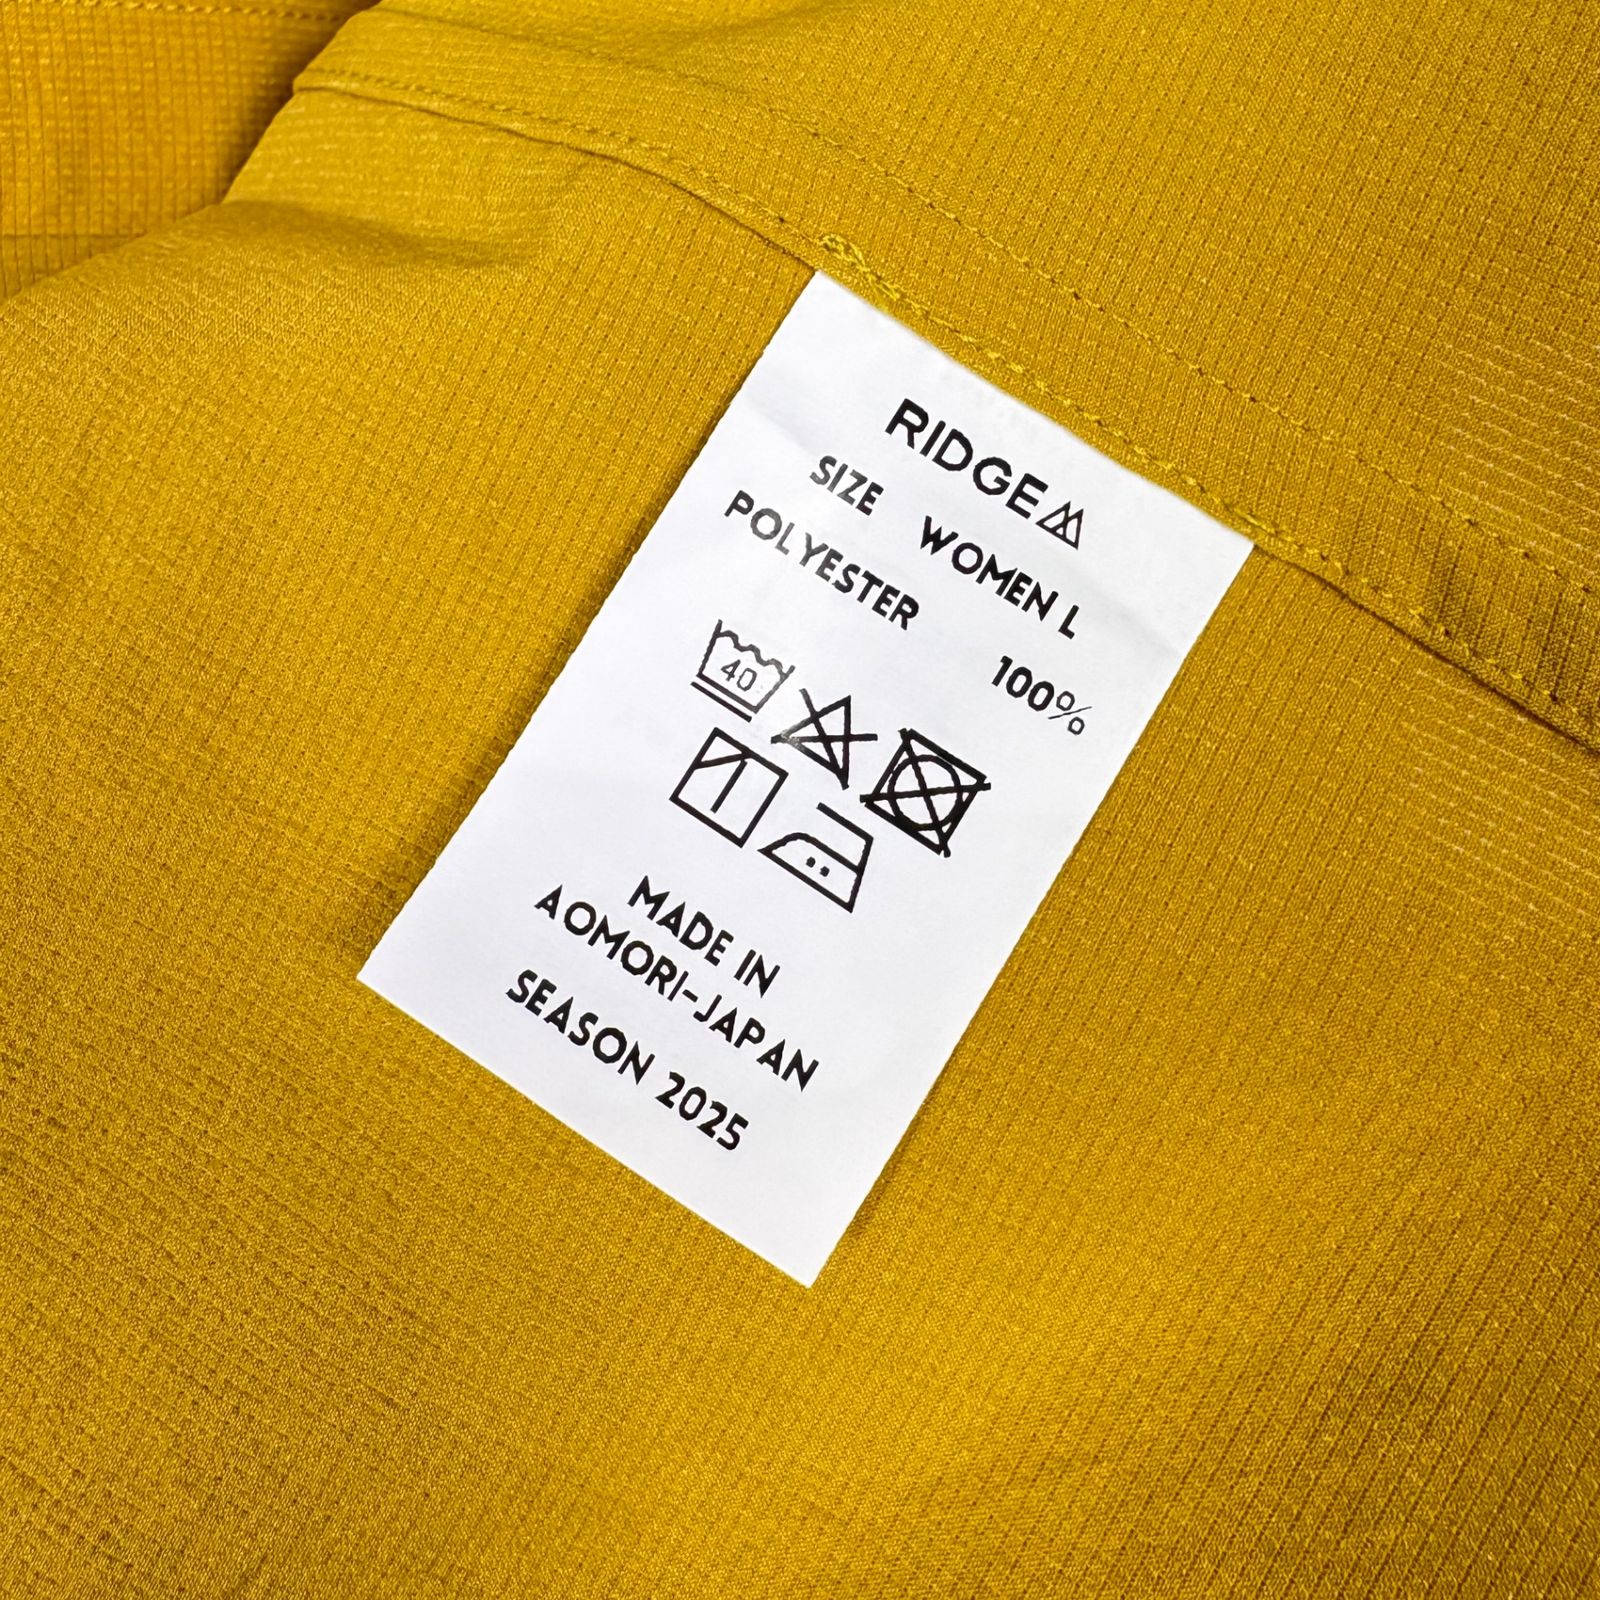 RIDGE
SIZE WOMEN L
POLYESTER 100%
40
MADE IN
AOMORI-JAPAN
SEASON 2025